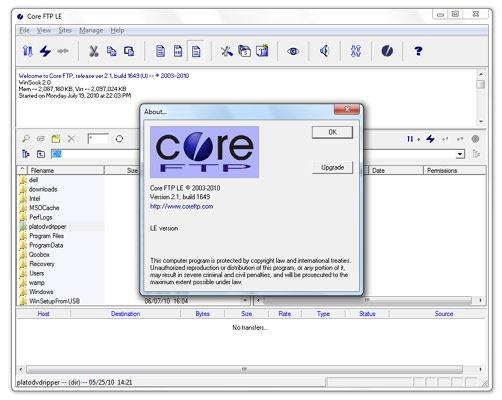 Core FTP LE
File View Sites Manage Help
Welcome to Core FTP, release ver 2.1, build 1649 (U) -- © 2003-2010
WinSock 2.0
Mem -- 2,087,160 KB, Virt -- 2,097,024 KB
Started on Monday July 19, 2010 at 22:03 PM
About...
core
FTP
OK
Upgrade
Core FTP LE © 2003-2010
Version 2.1, build 1649
http://www.coreftp.com
LE version
This computer program is protected by copyright law and international treaties.
Unauthorized reproduction or distribution of this program, or any portion of it,
may result in severe criminal and civil penalties, and will be prosecuted to the
maximum extent possible under law.
Size
Date
Permissions
dell
downloads
Intel
MSOCache
PerfLogs
platodvdripper
Program Files
ProgramData
Qoobox
Recovery
Users
wamp
Windows
WinSetupFromUSB
06/07/10 16:04
Host Destination Bytes Size Rate Type Status Source
No transfers...
platodvdripper -- (dir) -- 05/25/10 14:21